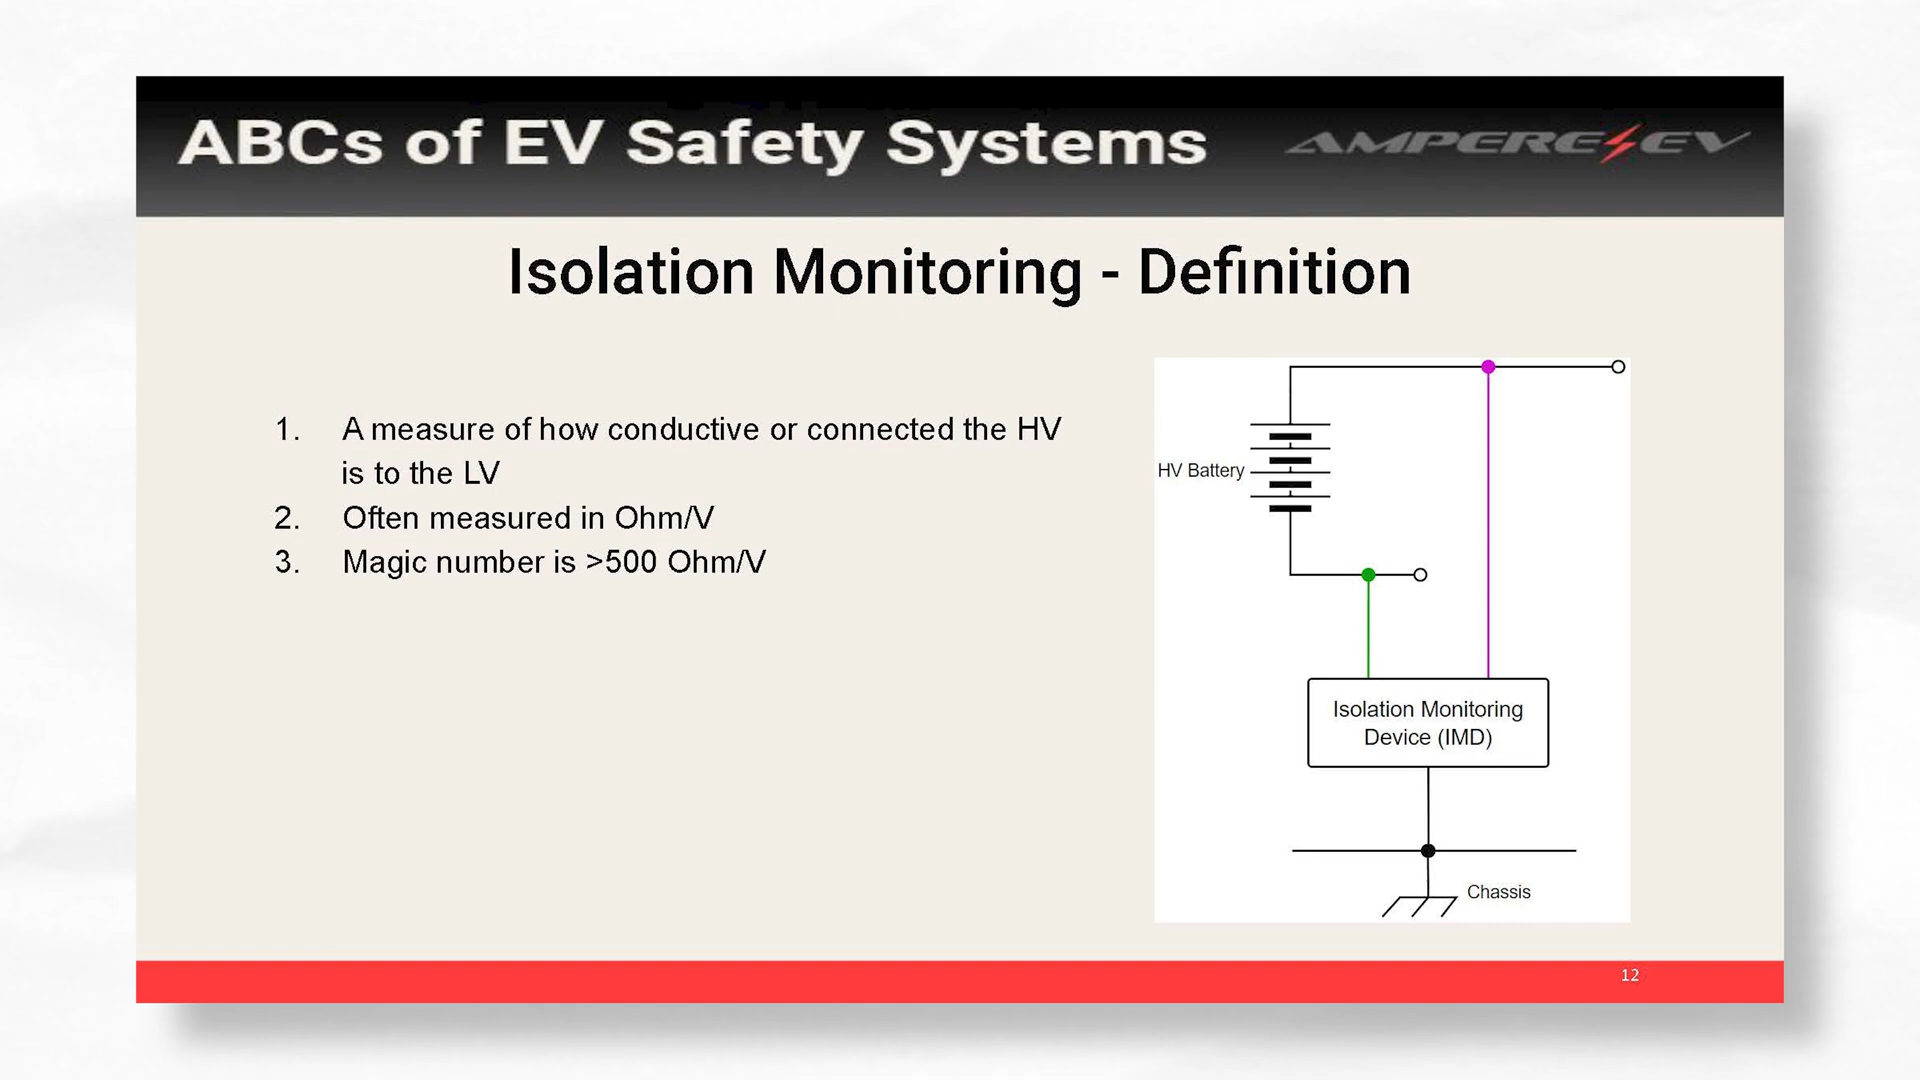 ABCs of EV Safety Systems
AMPERE EV
Isolation Monitoring - Definition
1. A measure of how conductive or connected the HV
is to the LV
2. Often measured in Ohm/V
3. Magic number is >500 Ohm/V
HV Battery
Isolation Monitoring
Device (IMD)
Chassis
12